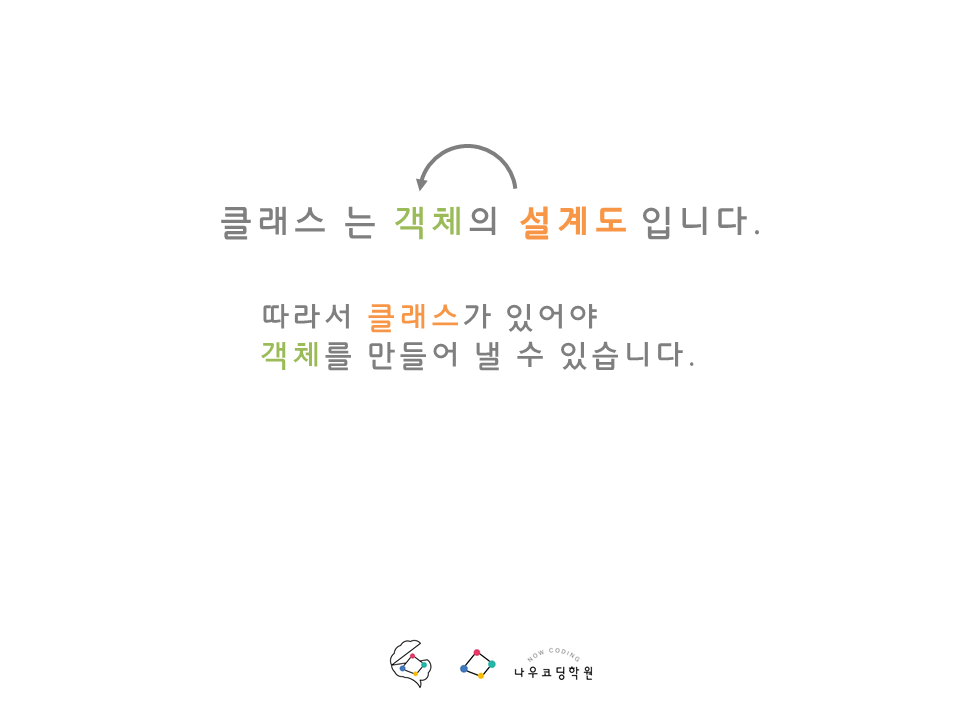 클래스 는 객체의 설계도 입니다.
따라서 클래스가 있어야
객체를 만들어 낼 수 있습니다.
NOW CODING
나우코딩학원